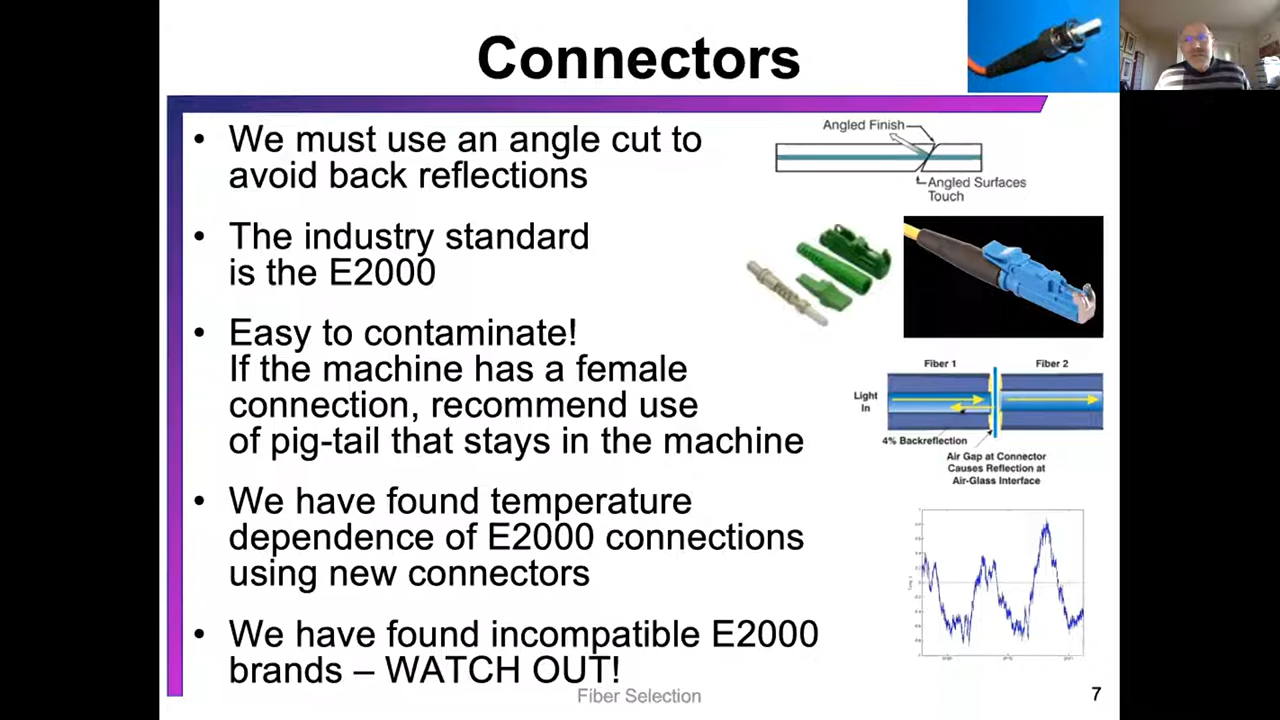 Connectors
• We must use an angle cut to
avoid back reflections
• The industry standard
is the E2000
• Easy to contaminate!
If the machine has a female
connection, recommend use
of pig-tail that stays in the machine
• We have found temperature
dependence of E2000 connections
using new connectors
• We have found incompatible E2000
brands – WATCH OUT!
Angled Finish
Angled Surfaces
Touch
Fiber 1
Fiber 2
Light
In
4% Backreflection
Air Gap at Connector
Causes Reflection at
Air-Glass Interface
Fiber Selection
7